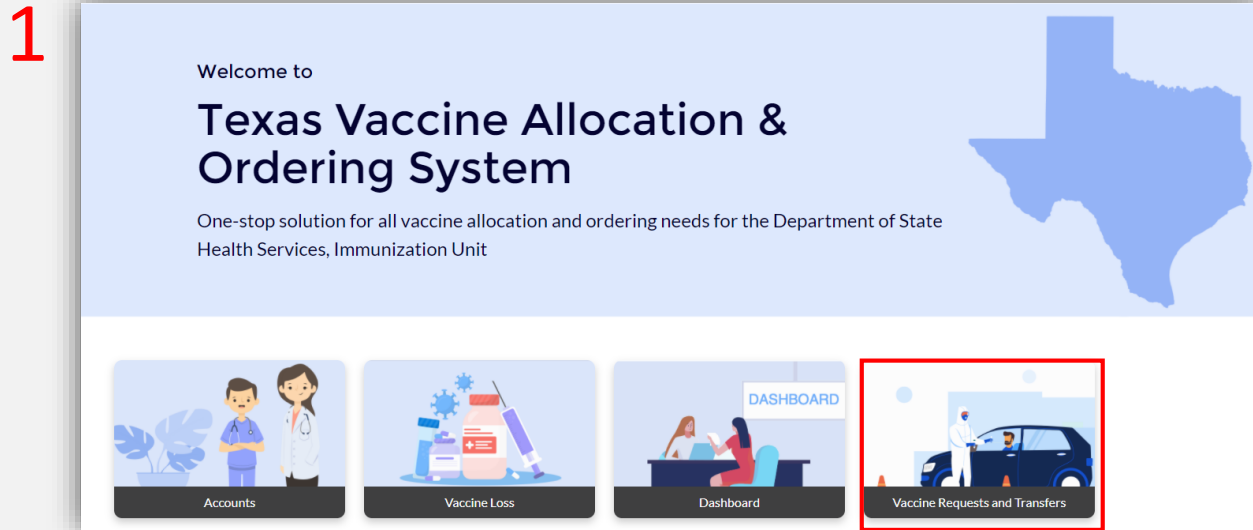 1
Welcome to
Texas Vaccine Allocation &
Ordering System
One-stop solution for all vaccine allocation and ordering needs for the Department of State
Health Services, Immunization Unit
DASHBOARD
Accounts
Vaccine Loss
Dashboard
Vaccine Requests and Transfers